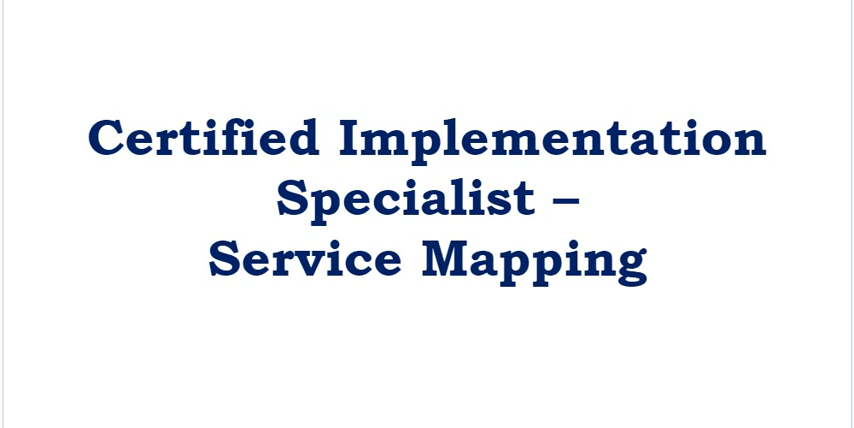 Certified Implementation
Specialist –
Service Mapping